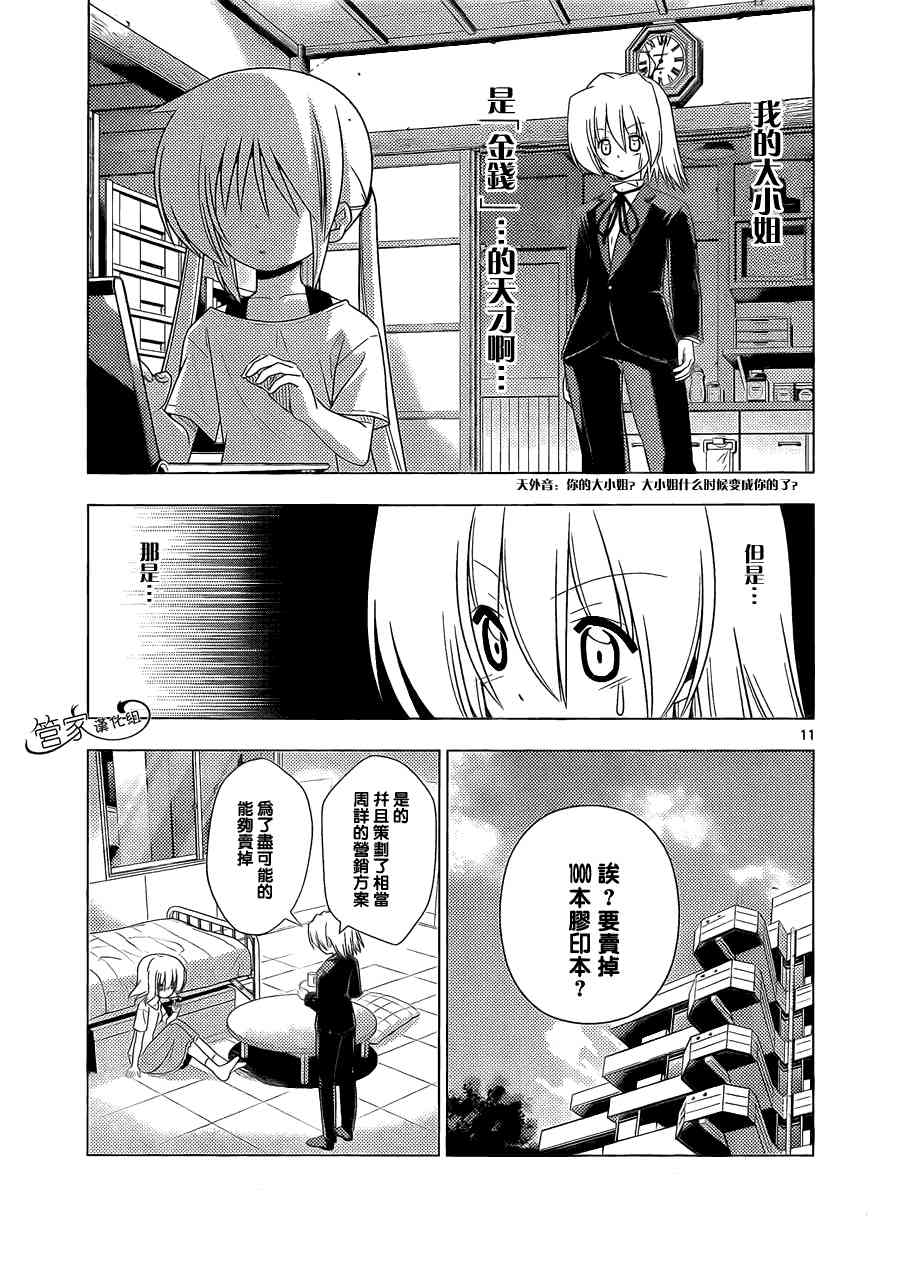 我的大小姐
是「金錢」…的天才啊…
天外音：你的大小姐？大小姐什么时候变成你的了？
但是…
那是…
管家漢化组
11
誒？要賣掉
1000本膠印本？
是的
幷且策劃了相當
周詳的營銷方案
爲了盡可能的
能夠賣掉